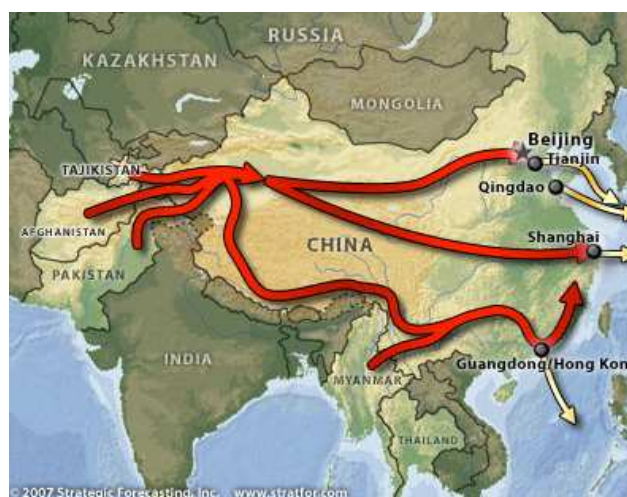 RUSSIA
KAZAKHSTAN
MONGOLIA
Beijing
Tianjin
TAJIKISTAN
Qingdao
AFGHANISTAN
Shanghai
CHINA
PAKISTAN
INDIA
Guangdong/Hong Kon
MYANMAR
THAILAND
© 2007 Strategic Forecasting, Inc. www.stratfor.com